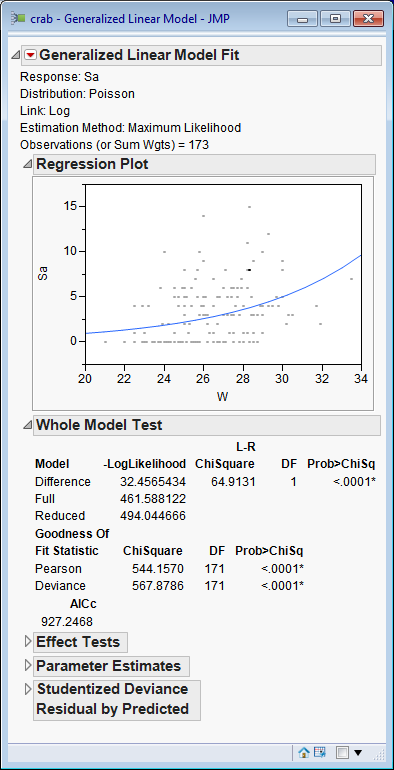 crab - Generalized Linear Model - JMP
Generalized Linear Model Fit
Response: Sa
Distribution: Poisson
Link: Log
Estimation Method: Maximum Likelihood
Observations (or Sum Wgts) = 173
Regression Plot
15
10
5
0
Sa
20 22 24 26 28 30 32 34
W
Whole Model Test
L-R
Model -LogLikelihood ChiSquare DF Prob>ChiSq
Difference 32.4565434 64.9131 1 <.0001*
Full 461.588122
Reduced 494.044666
Goodness Of
Fit Statistic ChiSquare DF Prob>ChiSq
Pearson 544.1570 171 <.0001*
Deviance 567.8786 171 <.0001*
AICc
927.2468
Effect Tests
Parameter Estimates
Studentized Deviance
Residual by Predicted